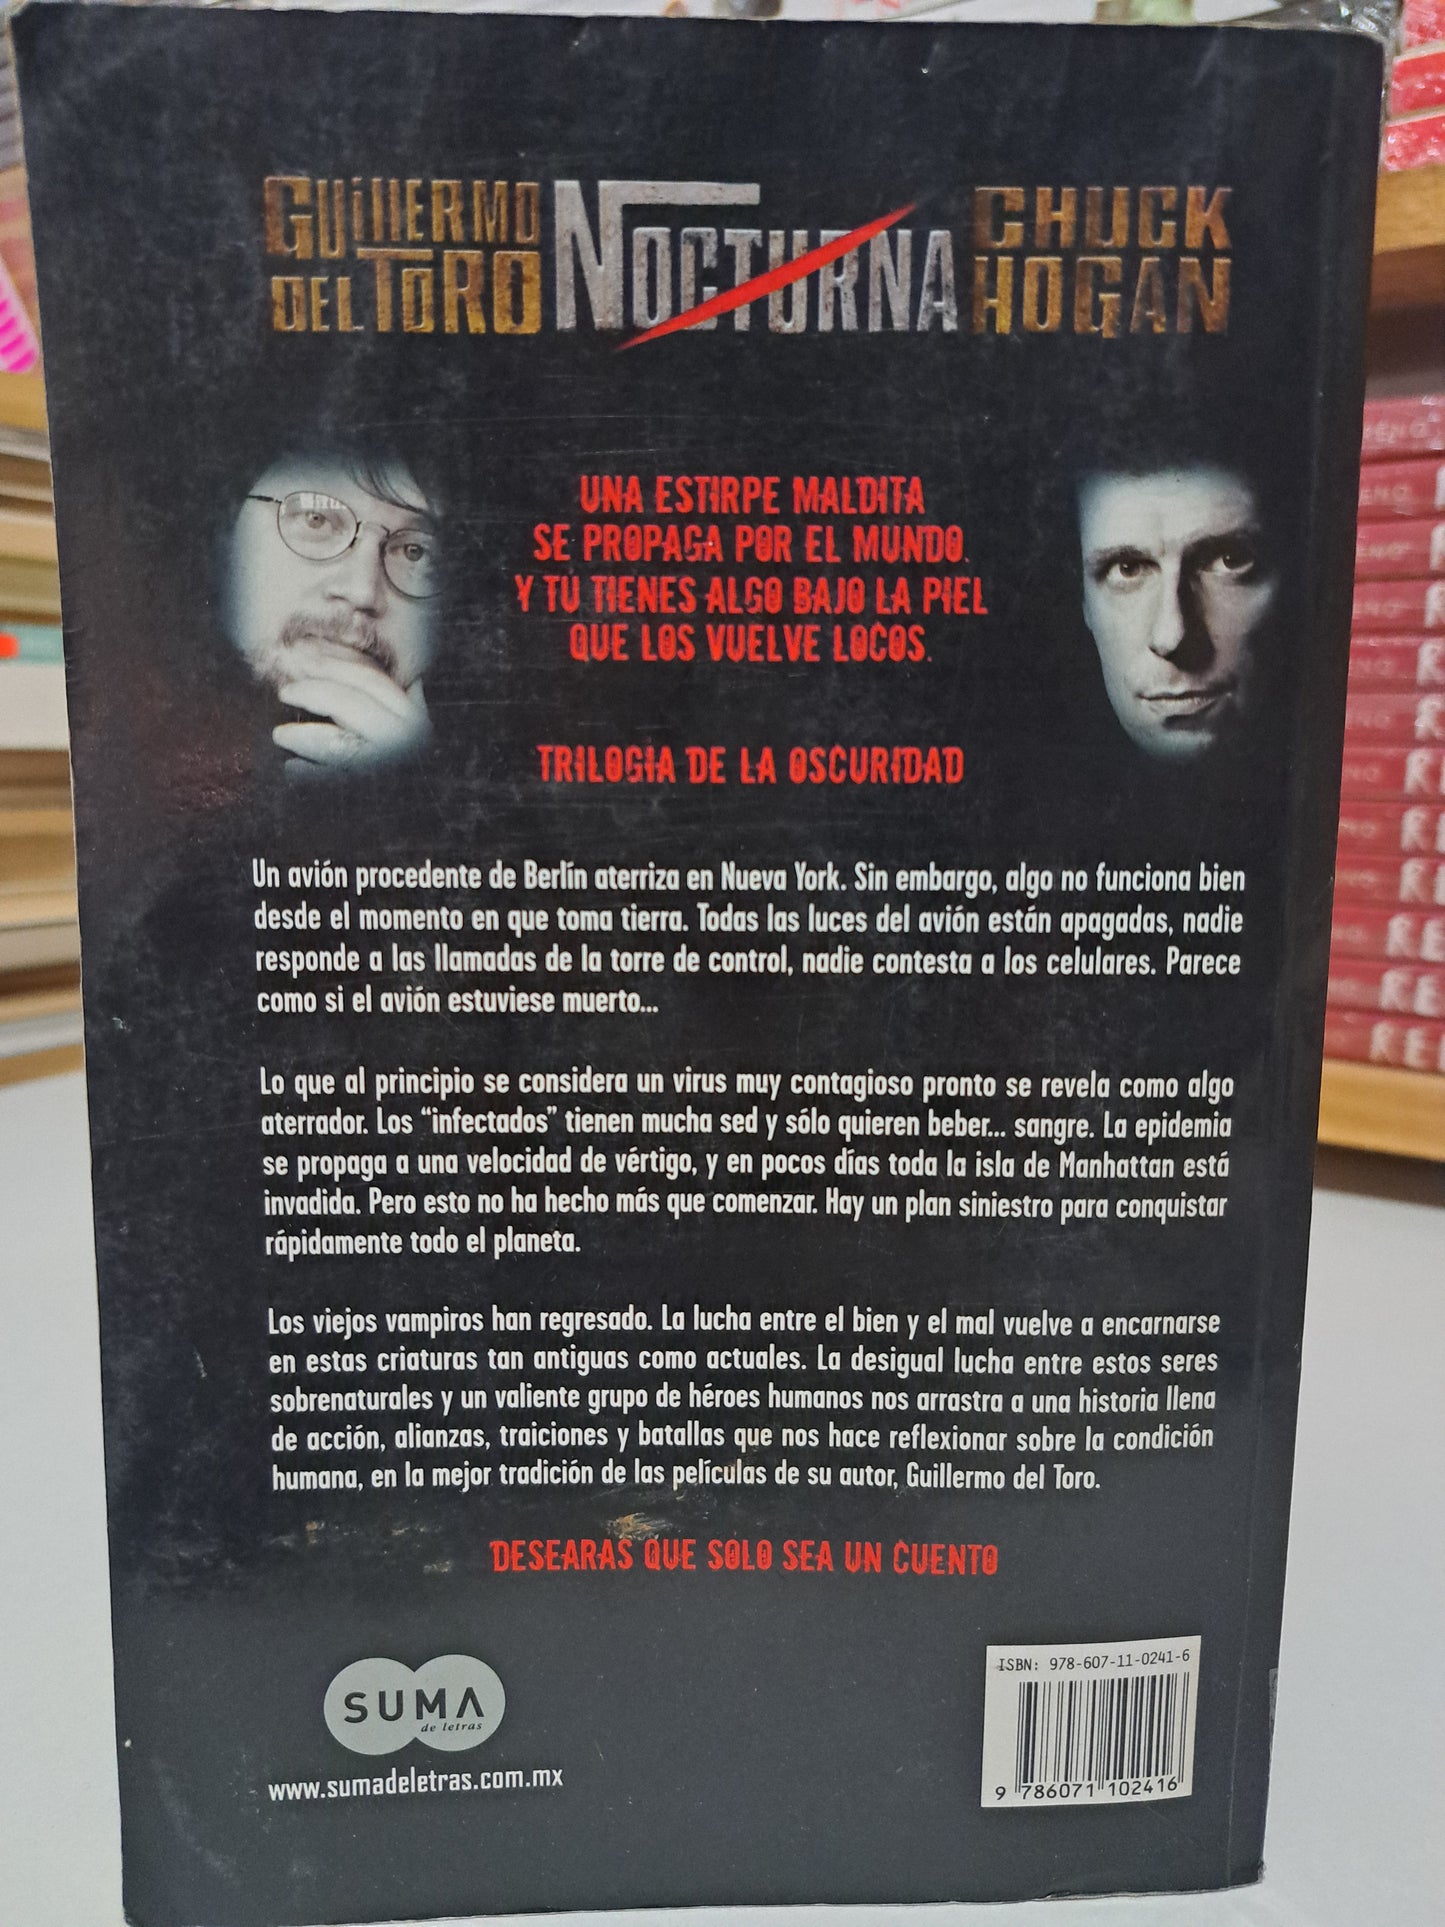 GUILLERMO
DEL TORO
NOCTURNA
CHUCK
HOGAN
UNA ESTIRPE MALDITA
SE PROPAGA POR EL MUNDO.
Y TÚ TIENES ALGO BAJO LA PIEL
QUE LOS VUELVE LOCOS.
TRILOGIA DE LA OSCURIDAD
Un avión procedente de Berlín aterriza en Nueva York. Sin embargo, algo no funciona bien
desde el momento en que toma tierra. Todas las luces del avión están apagadas, nadie
responde a las llamadas de la torre de control, nadie contesta a los celulares. Parece
como si el avión estuviese muerto...
Lo que al principio se considera un virus muy contagioso pronto se revela como algo
aterrador. Los “infectados” tienen mucha sed y sólo quieren beber... sangre. La epidemia
se propaga a una velocidad de vértigo, y en pocos días toda la isla de Manhattan está
invadida. Pero esto no ha hecho más que comenzar. Hay un plan siniestro para conquistar
rápidamente todo el planeta.
Los viejos vampiros han regresado. La lucha entre el bien y el mal vuelve a encarnarse
en estas criaturas tan antiguas como actuales. La desigual lucha entre estos seres
sobrenaturales y un valiente grupo de héroes humanos nos arrastra a una historia llena
de acción, alianzas, traiciones y batallas que nos hace reflexionar sobre la condición
humana, en la mejor tradición de las películas de su autor, Guillermo del Toro.
DESEARAS QUE SOLO SEA UN CUENTO
SUMA
de letras
www.sumadeletras.com.mx
ISBN: 978-607-11-0241-6
9 786071 102416